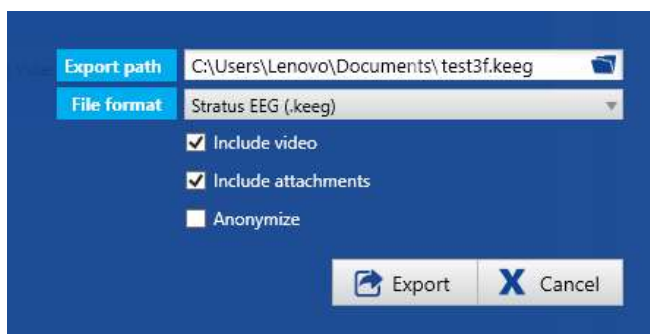 Export path C:\Users\Lenovo\Documents\test3f.keeg
File format Stratus EEG (.keeg)
Include video
Include attachments
Anonymize
Export Cancel